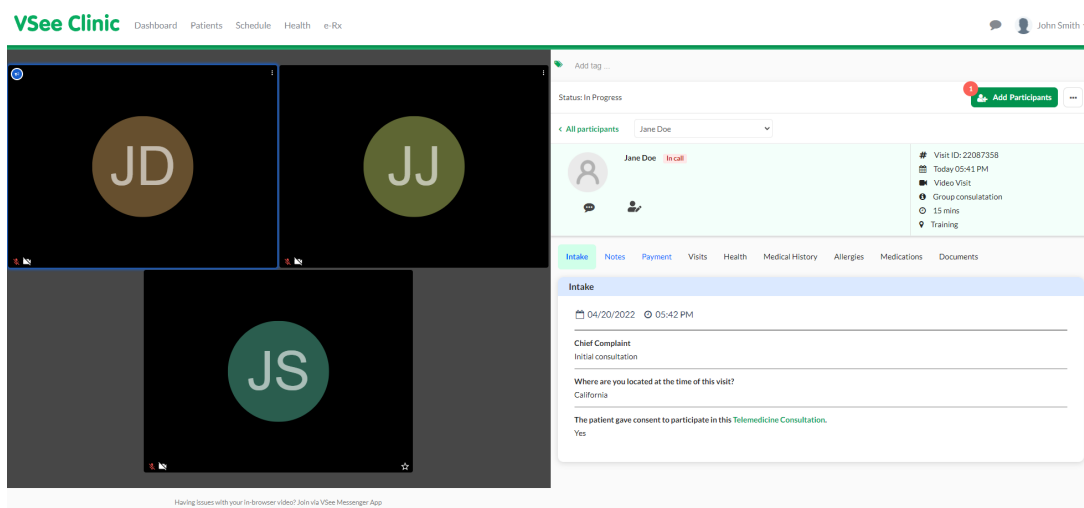 VSee Clinic Dashboard Patients Schedule Health e-Rx John Smith
JD
JJ
JS
Having issues with your in-browser video? Join via VSee Messenger App
Add tag ...
Status: In Progress
1
Add Participants
< All participants Jane Doe
Jane Doe In call
# Visit ID: 22087358
Today 05:41 PM
Video Visit
Group consulatation
15 mins
Training
Intake Notes Payment Visits Health Medical History Allergies Medications Documents
Intake
04/20/2022 05:42 PM
Chief Complaint
Initial consultation
Where are you located at the time of this visit?
California
The patient gave consent to participate in this Telemedicine Consultation.
Yes